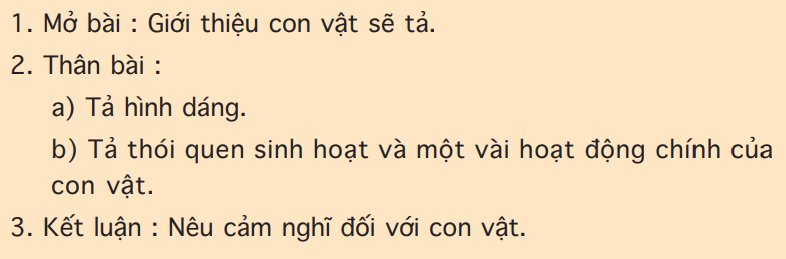 1. Mở bài : Giới thiệu con vật sẽ tả.
2. Thân bài :
a) Tả hình dáng.
b) Tả thói quen sinh hoạt và một vài hoạt động chính của
con vật.
3. Kết luận : Nêu cảm nghĩ đối với con vật.